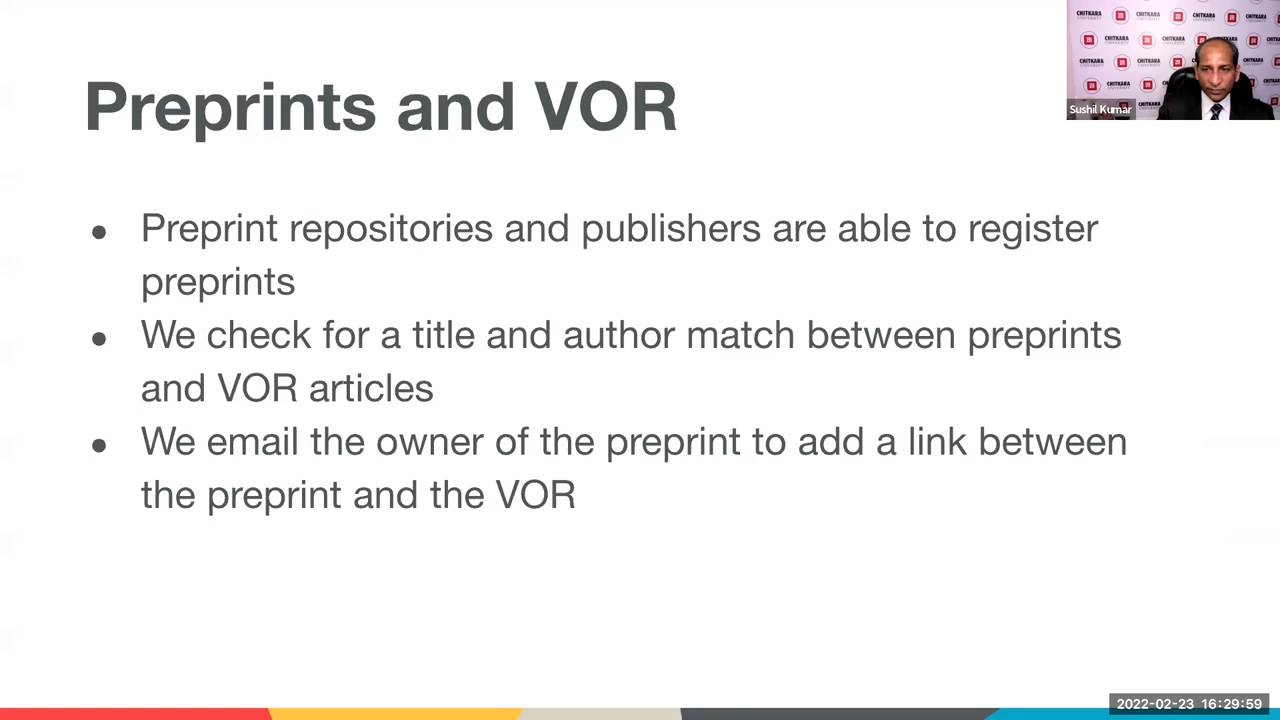 Preprints and VOR
● Preprint repositories and publishers are able to register
preprints
● We check for a title and author match between preprints
and VOR articles
● We email the owner of the preprint to add a link between
the preprint and the VOR
CHITKARA
UNIVERSITY
Sushil Kumar
2022-02-23 16:29:59